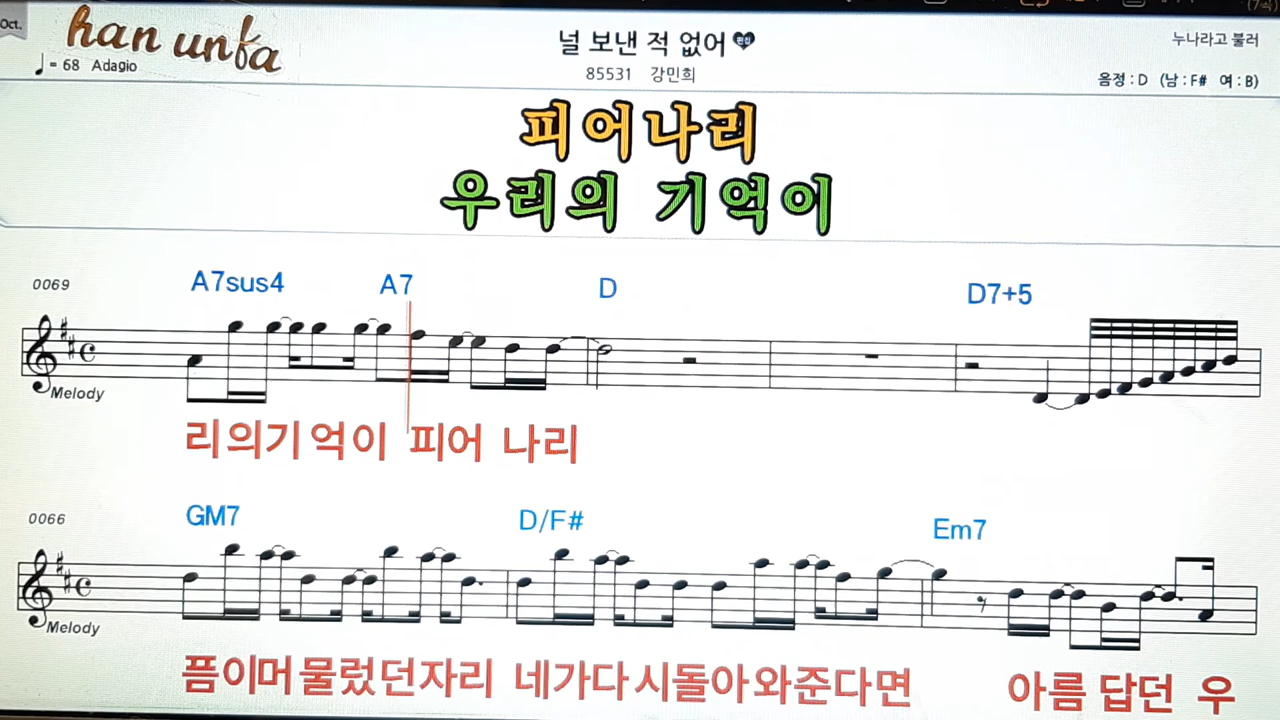 Oct.
han unfa
♩= 68 Adagio
널 보낸 적 없어 편집
85531 강민희
누나라고 불러
음정 : D (남 : F# 여 : B)
피어나리
우리의 기억이
0069
A7sus4 A7 D D7+5
Melody
리의기억이 피어 나리
0066
GM7 D/F# Em7
Melody
픔이머물렀던자리 네가다시돌아와준다면 아름답던 우